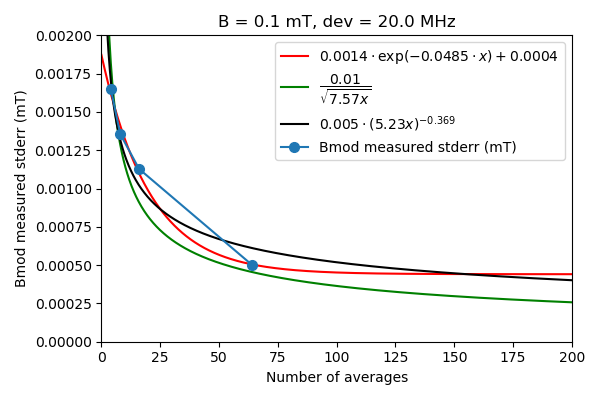 B = 0.1 mT, dev = 20.0 MHz
0.00200
0.00175
0.00150
0.00125
0.00100
0.00075
0.00050
0.00025
0.00000
Bmod measured stderr (mT)
0.0014 · exp(−0.0485 · x) + 0.0004
0.01
√7.57x
0.005 · (5.23x)^−0.369
Bmod measured stderr (mT)
0 25 50 75 100 125 150 175 200
Number of averages